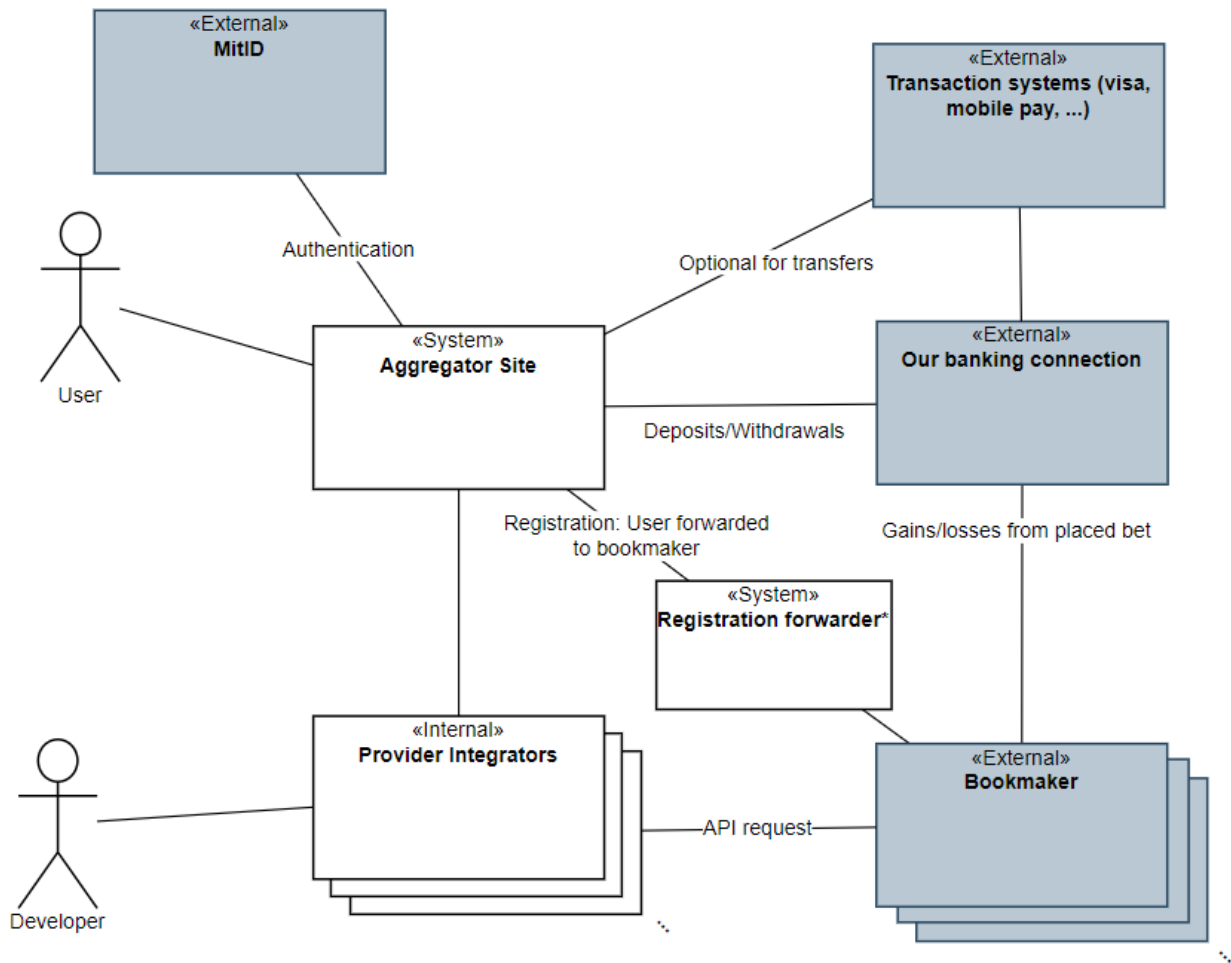 «External»
MitID
«External»
Transaction systems (visa,
mobile pay, ...)
Authentication
Optional for transfers
User
«System»
Aggregator Site
«External»
Our banking connection
Deposits/Withdrawals
Registration: User forwarded
to bookmaker
Gains/losses from placed bet
«System»
Registration forwarder*
«Internal»
Provider Integrators
«External»
Bookmaker
API request
Developer